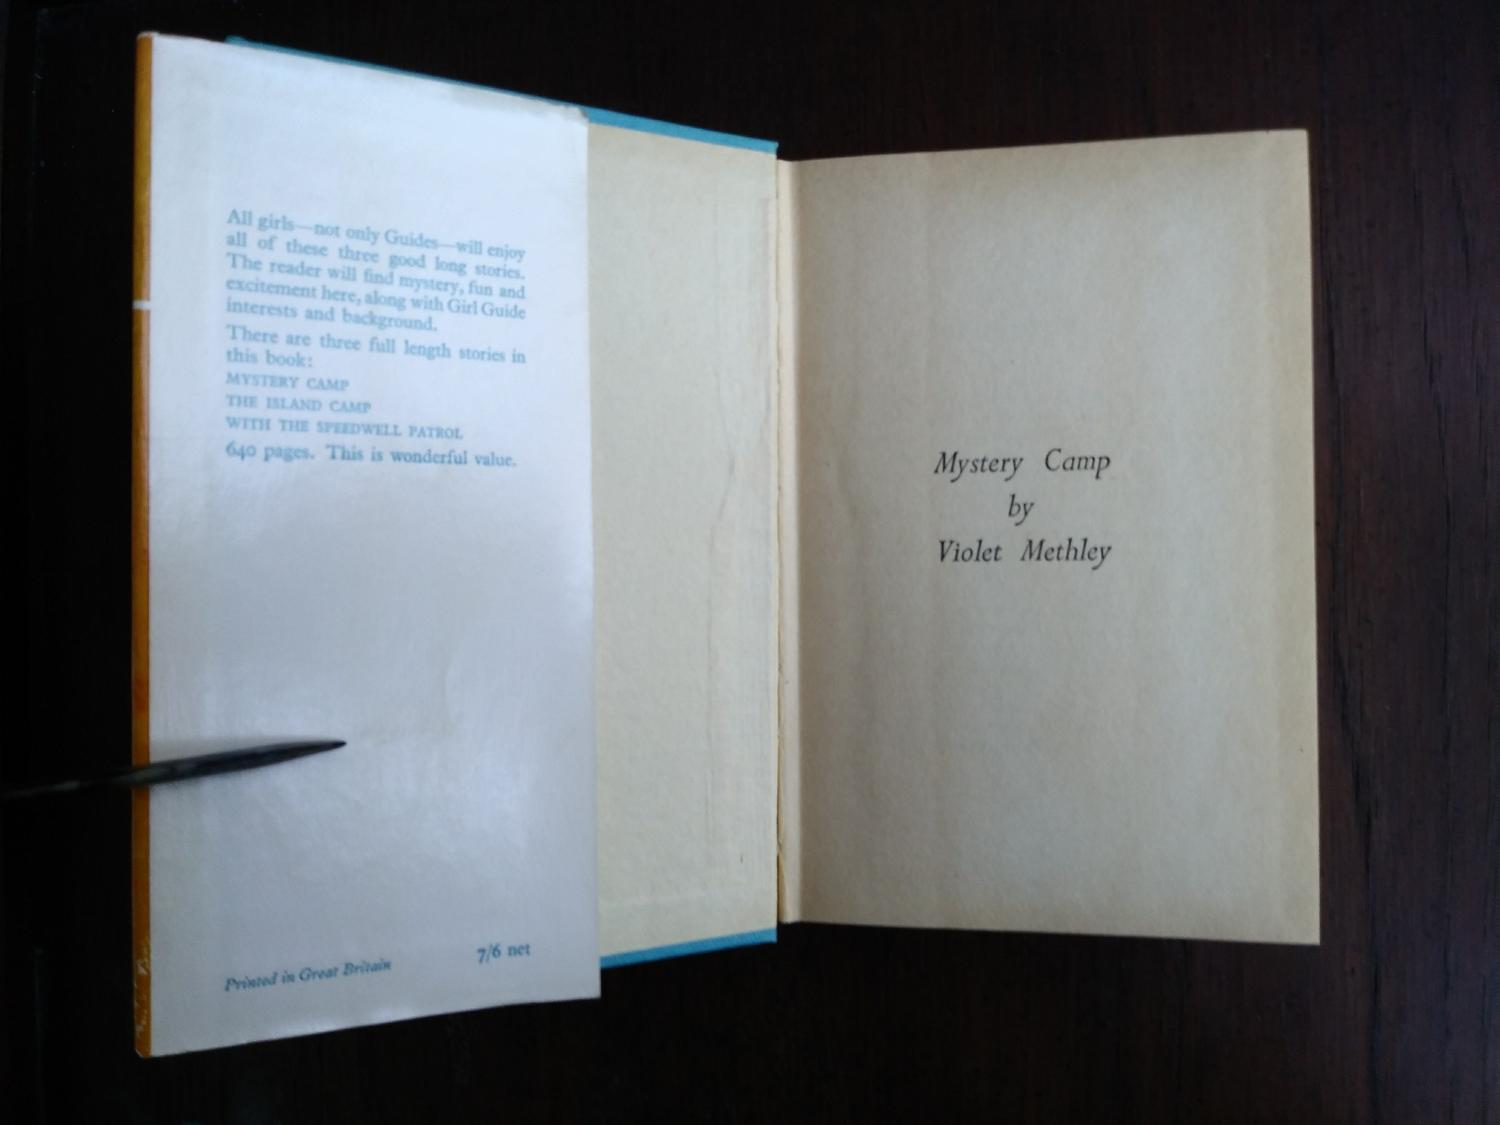 All girls—not only Guides—will enjoy
all of these three good long stories.
The reader will find mystery, fun and
excitement here, along with Girl Guide
interests and background.
There are three full length stories in
this book:
MYSTERY CAMP
THE ISLAND CAMP
WITH THE SPEEDWELL PATROL
640 pages. This is wonderful value.
Printed in Great Britain
7/6 net
Mystery Camp
by
Violet Methley